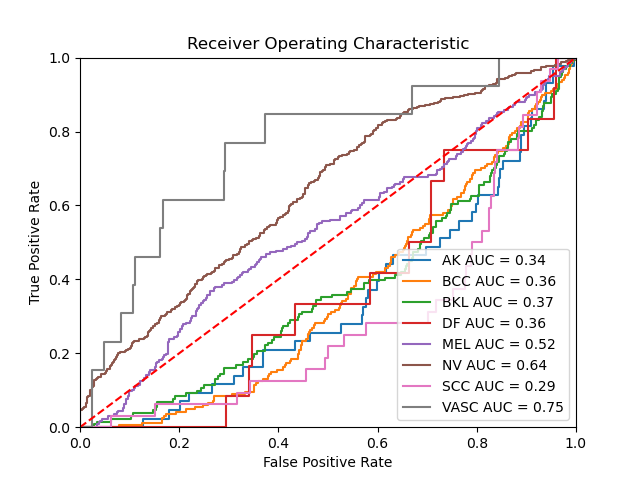 Receiver Operating Characteristic
True Positive Rate
1.0
0.8
0.6
0.4
0.2
0.0
AK AUC = 0.34
BCC AUC = 0.36
BKL AUC = 0.37
DF AUC = 0.36
MEL AUC = 0.52
NV AUC = 0.64
SCC AUC = 0.29
VASC AUC = 0.75
0.0 0.2 0.4 0.6 0.8 1.0
False Positive Rate